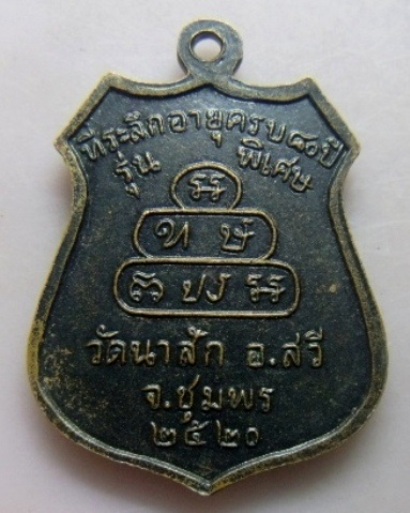 ที่ระลึกอายุครบ๘๐ปี
รุ่น พิเศษ
วัดนาสัก อ.สวี
จ.ชุมพร
๒๕๒๐